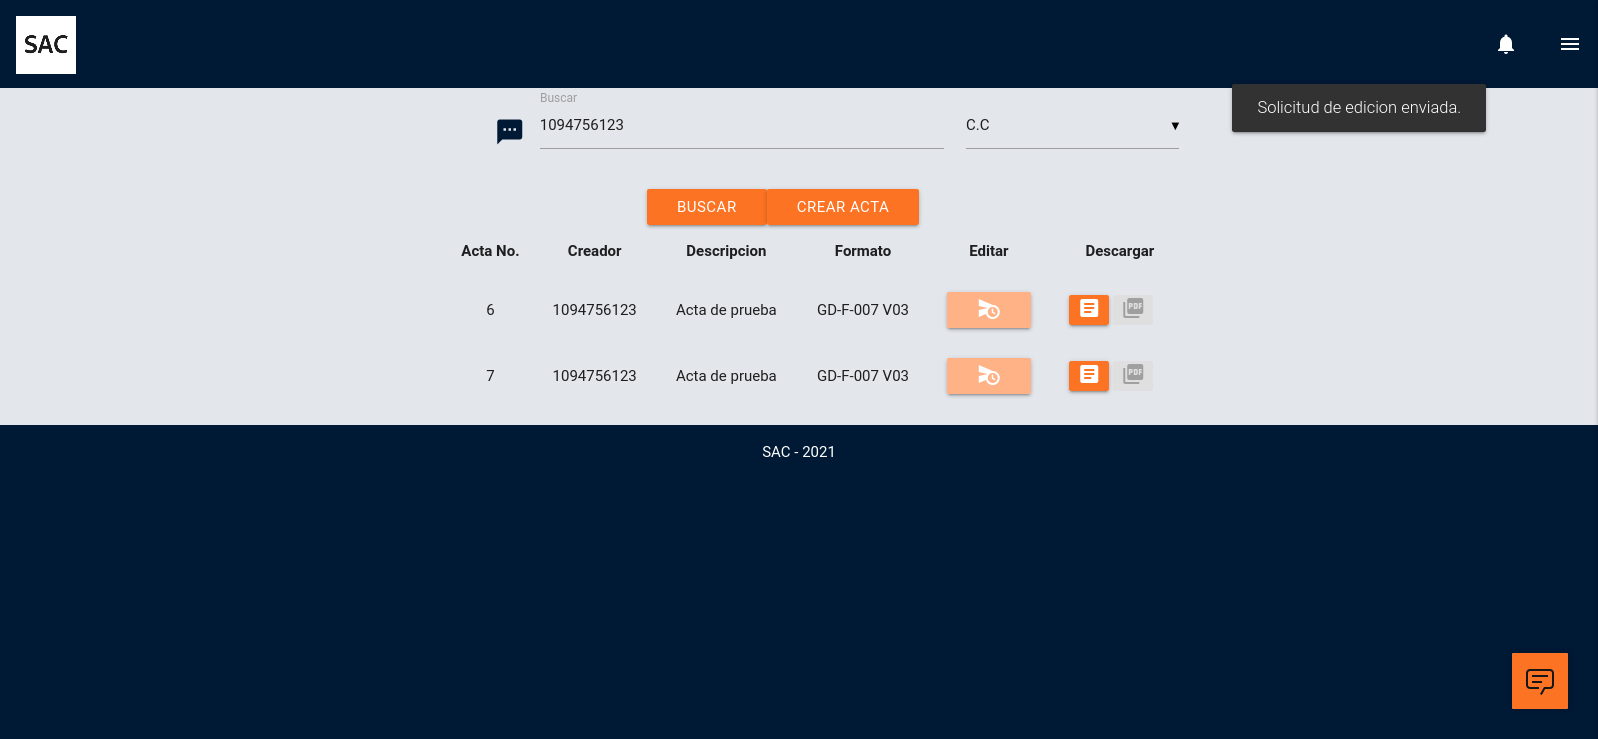 SAC
Solicitud de edicion enviada.
Buscar
1094756123 C.C
BUSCAR CREAR ACTA
Acta No. Creador Descripcion Formato Editar Descargar
6 1094756123 Acta de prueba GD-F-007 V03 PDF
7 1094756123 Acta de prueba GD-F-007 V03 PDF
SAC - 2021